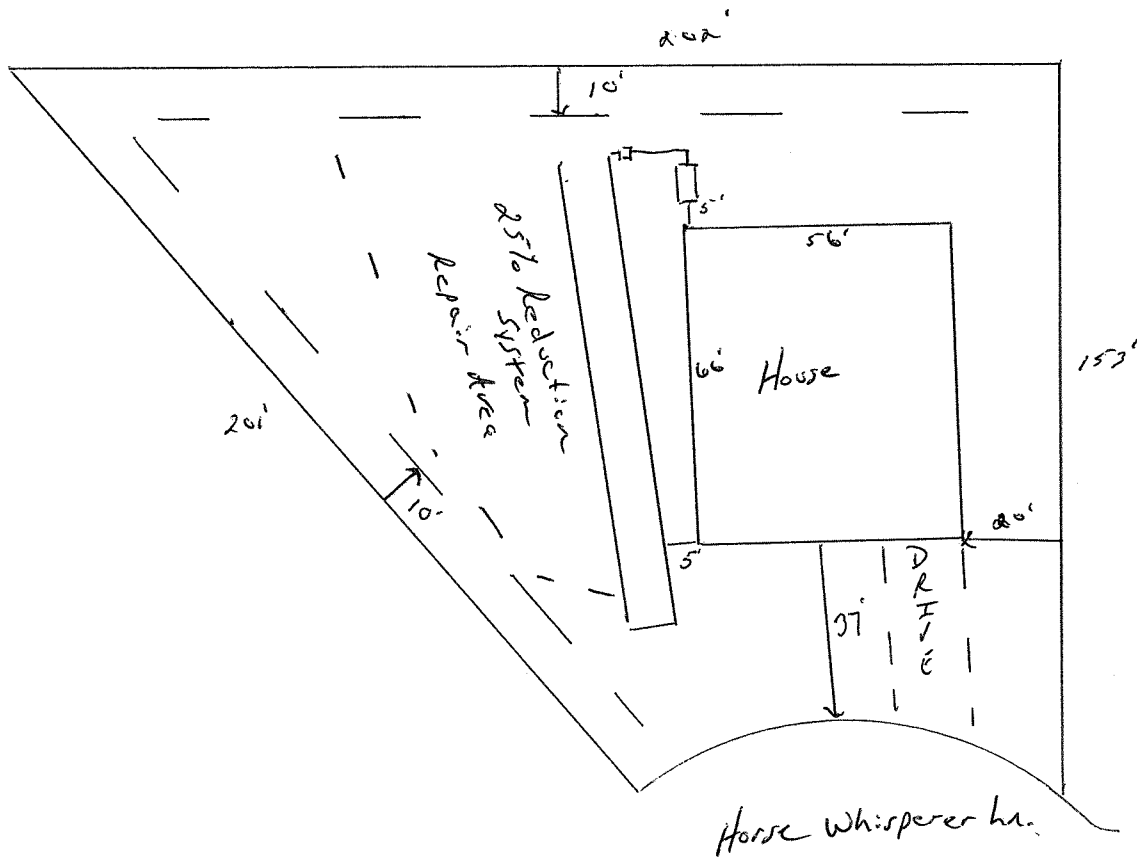 202'
10'
5'
56'
25% Reduction
System
Repair Area
66'
House
153'
201'
10'
20'
5'
37'
DRIVE
Horse Whisperer Ln.